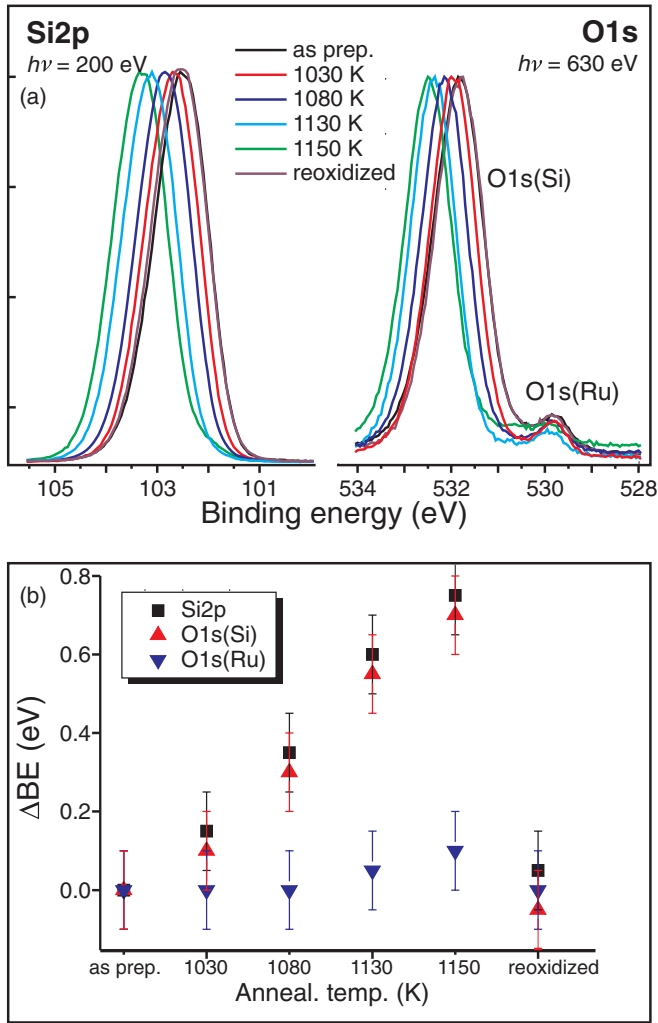 Si2p
hν = 200 eV
O1s
hν = 630 eV
(a)
as prep.
1030 K
1080 K
1130 K
1150 K
reoxidized
O1s(Si)
O1s(Ru)
105 103 101 534 532 530 528
Binding energy (eV)
(b)
Si2p
O1s(Si)
O1s(Ru)
0.8
0.6
0.4
0.2
0.0
ΔBE (eV)
as prep. 1030 1080 1130 1150 reoxidized
Anneal. temp. (K)